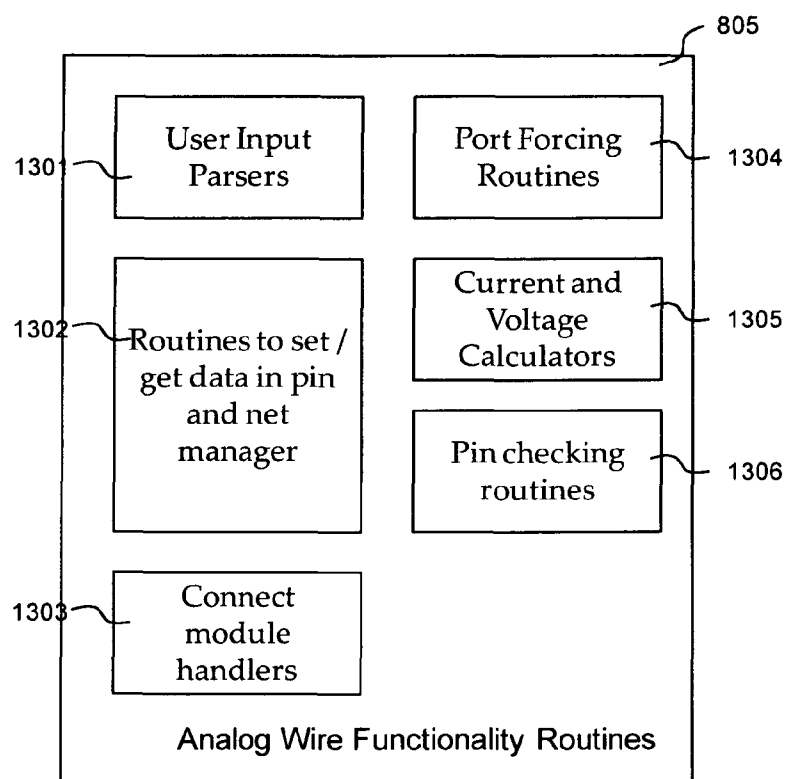 805
User Input
Parsers
1301
Port Forcing
Routines
1304
Routines to set /
get data in pin
and net
manager
1302
Current and
Voltage
Calculators
1305
Pin checking
routines
1306
Connect
module
handlers
1303
Analog Wire Functionality Routines